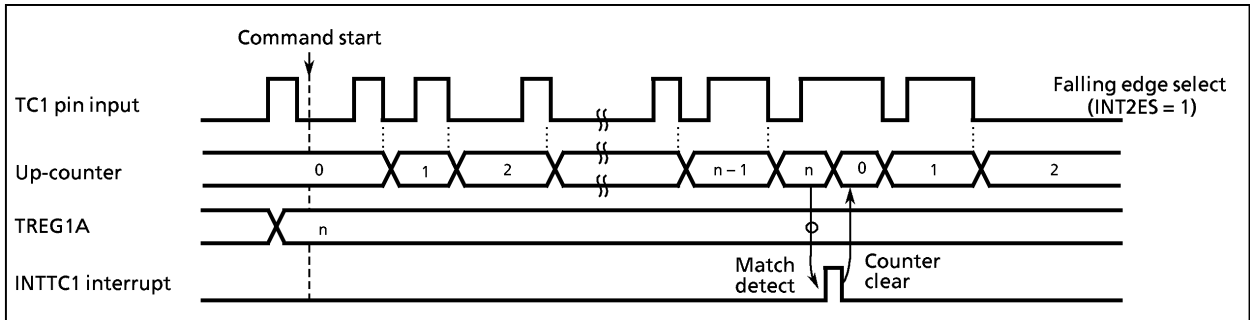 Command start
TC1 pin input
Falling edge select
(INT2ES = 1)
Up-counter
0
1
2
n – 1
n
0
1
2
TREG1A
n
INTTC1 interrupt
Match
detect
Counter
clear